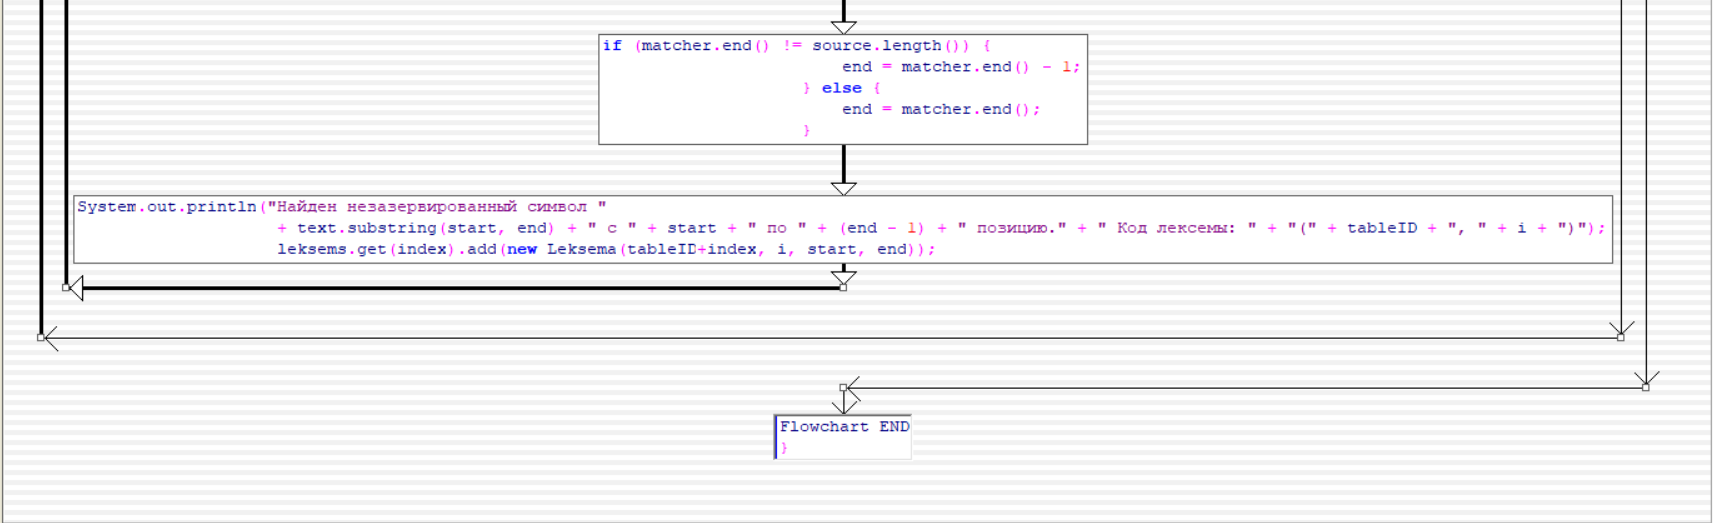 if (matcher.end() != source.length()) {
end = matcher.end() - 1;
} else {
end = matcher.end();
}
System.out.println("Найден незазервированный символ "
+ text.substring(start, end) + " с " + start + " по " + (end - 1) + " позицию." + " Код лексемы: " + "(" + tableID + ", " + i + ")");
leksems.get(index).add(new Leksema(tableID+index, i, start, end));
Flowchart END
}